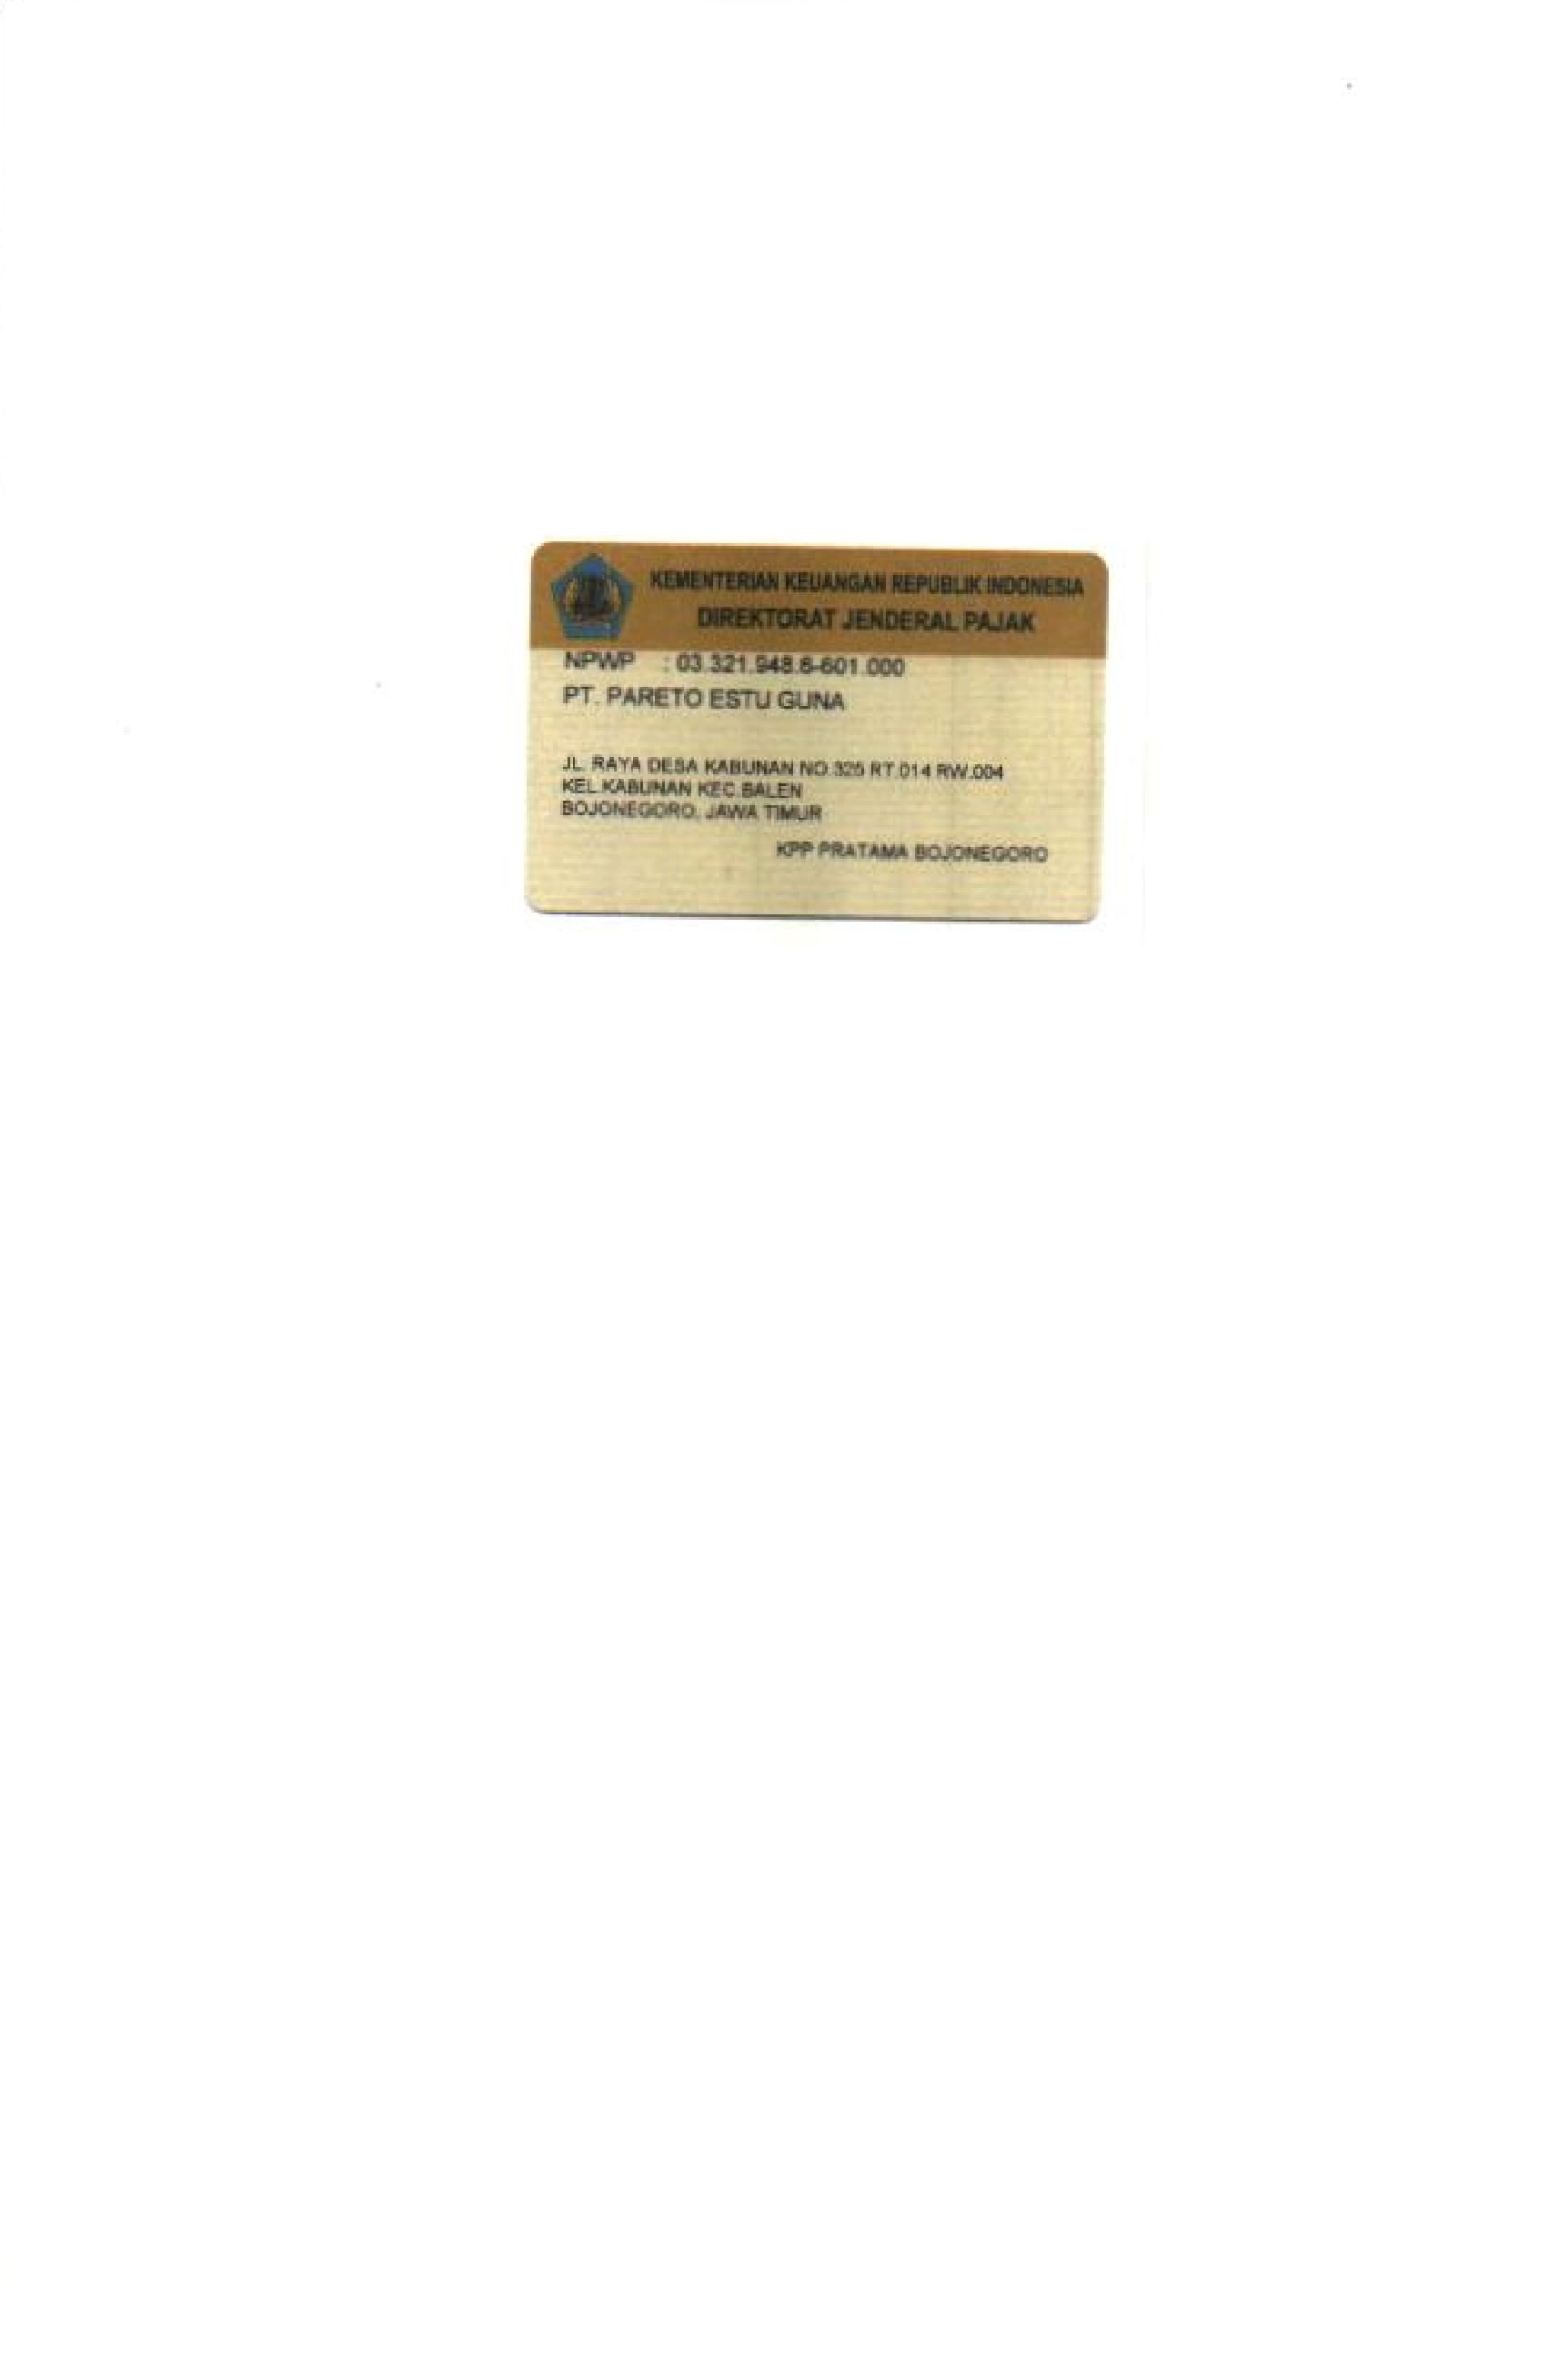 KEMENTERIAN KEUANGAN REPUBLIK INDONESIA
DIREKTORAT JENDERAL PAJAK
NPWP : 03.321.948.6-601.000
PT. PARETO ESTU GUNA
JL. RAYA DESA KABUNAN NO.325 RT.014 RW.004
KEL.KABUNAN KEC.BALEN
BOJONEGORO, JAWA TIMUR
KPP PRATAMA BOJONEGORO